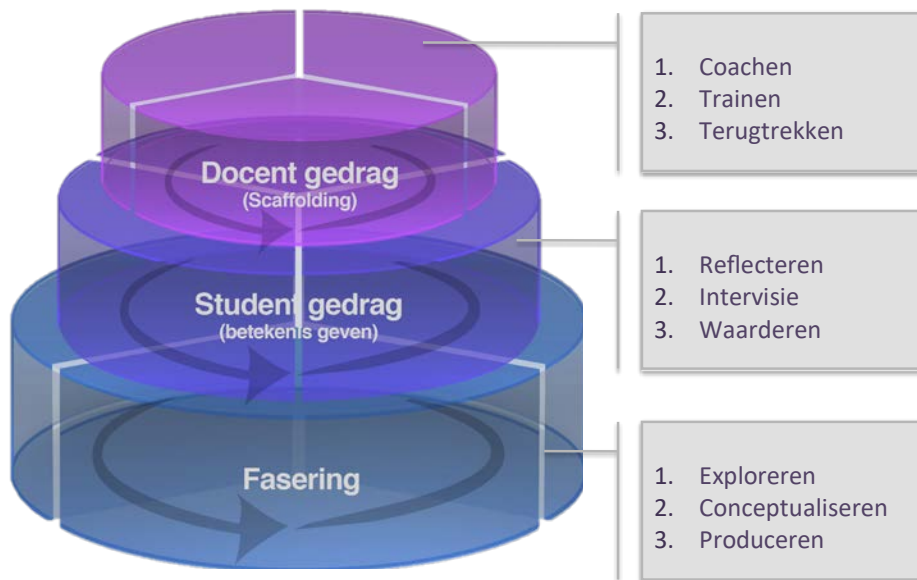 1. Coachen
2. Trainen
3. Terugtrekken
Docent gedrag
(Scaffolding)
1. Reflecteren
2. Intervisie
3. Waarderen
Student gedrag
(betekenis geven)
1. Exploreren
2. Conceptualiseren
3. Produceren
Fasering